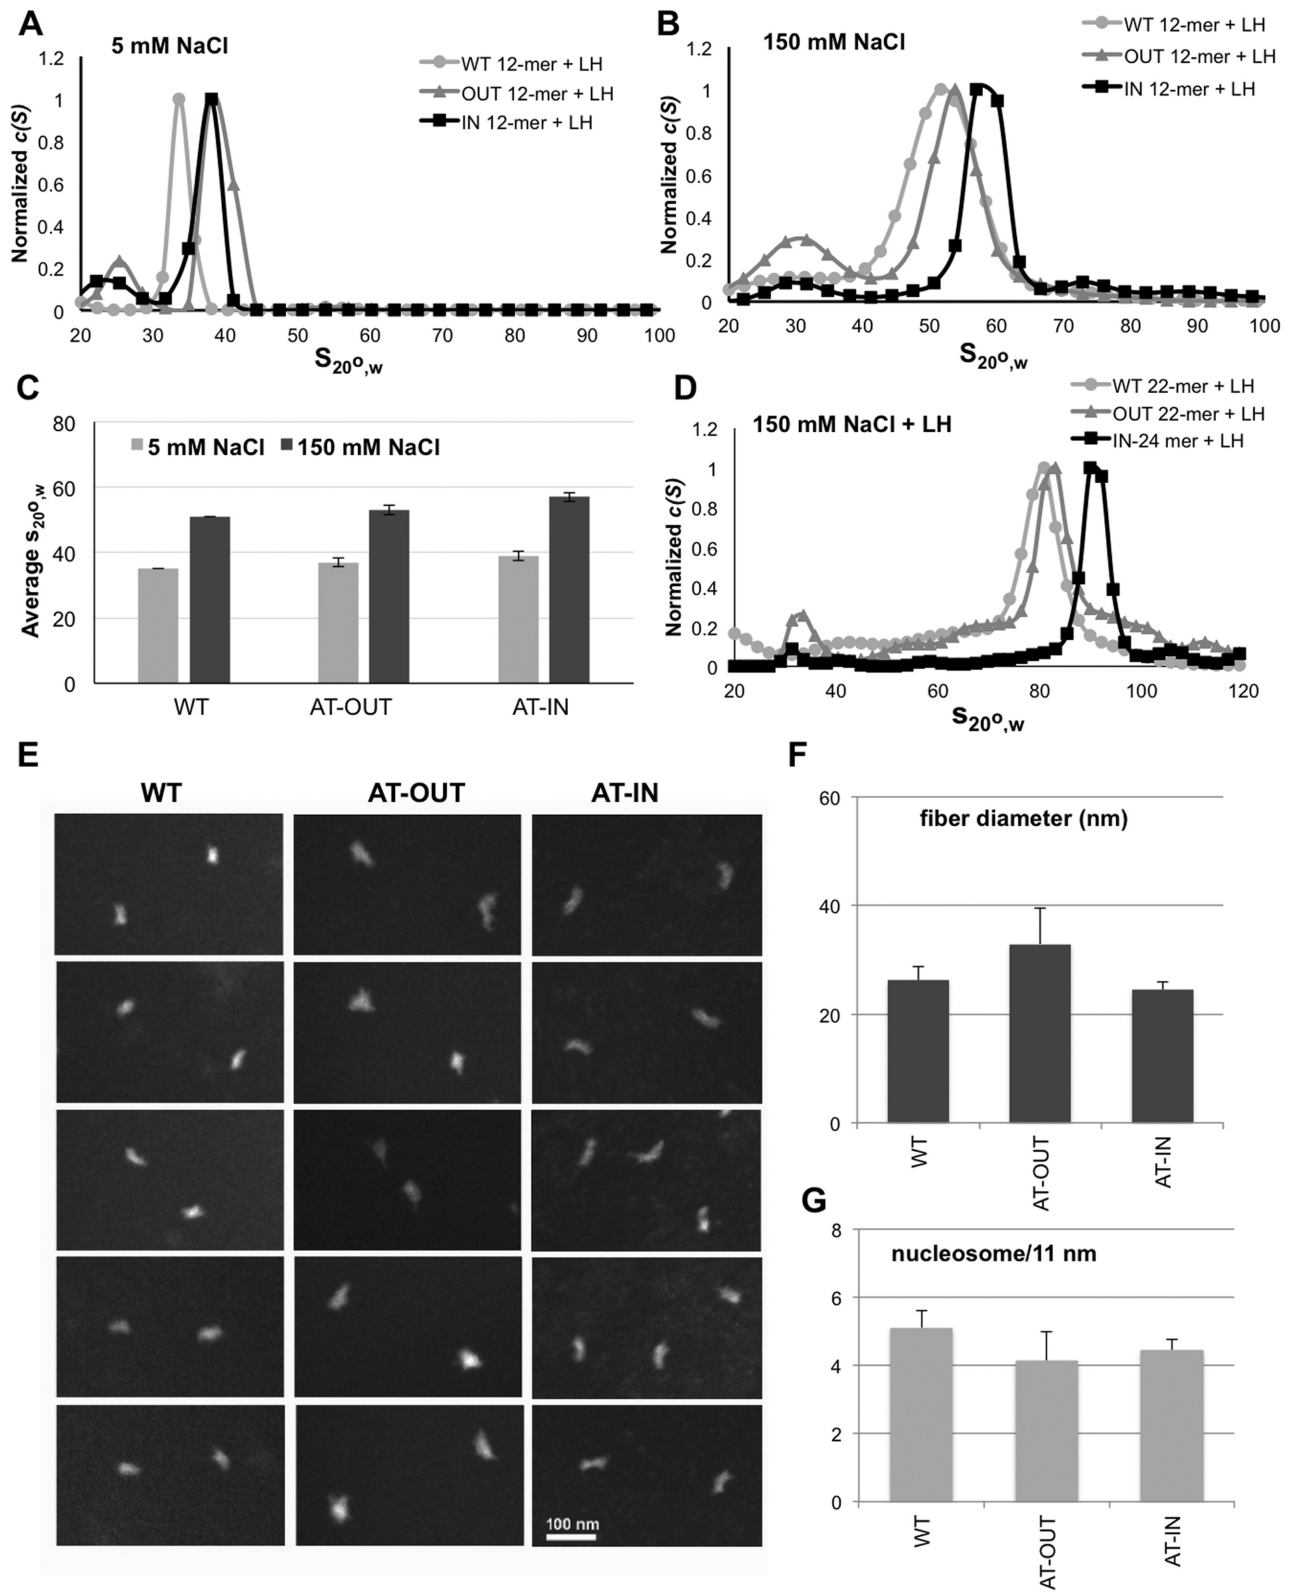 A
5 mM NaCl
WT 12-mer + LH
OUT 12-mer + LH
IN 12-mer + LH
Normalized c(S)
1.2
1
0.8
0.6
0.4
0.2
0
20 30 40 50 60 70 80 90 100
S20o,w
B
150 mM NaCl
WT 12-mer + LH
OUT 12-mer + LH
IN 12-mer + LH
Normalized c(S)
1.2
1
0.8
0.6
0.4
0.2
0
20 30 40 50 60 70 80 90 100
S20o,w
C
5 mM NaCl 150 mM NaCl
Average s20o,w
80
60
40
20
0
WT AT-OUT AT-IN
D
150 mM NaCl + LH
WT 22-mer + LH
OUT 22-mer + LH
IN-24 mer + LH
Normalized c(S)
1.2
1
0.8
0.6
0.4
0.2
0
20 40 60 80 100 120
s20o,w
E
WT AT-OUT AT-IN
100 nm
F
fiber diameter (nm)
60
40
20
0
WT
AT-OUT
AT-IN
G
nucleosome/11 nm
8
6
4
2
0
WT
AT-OUT
AT-IN